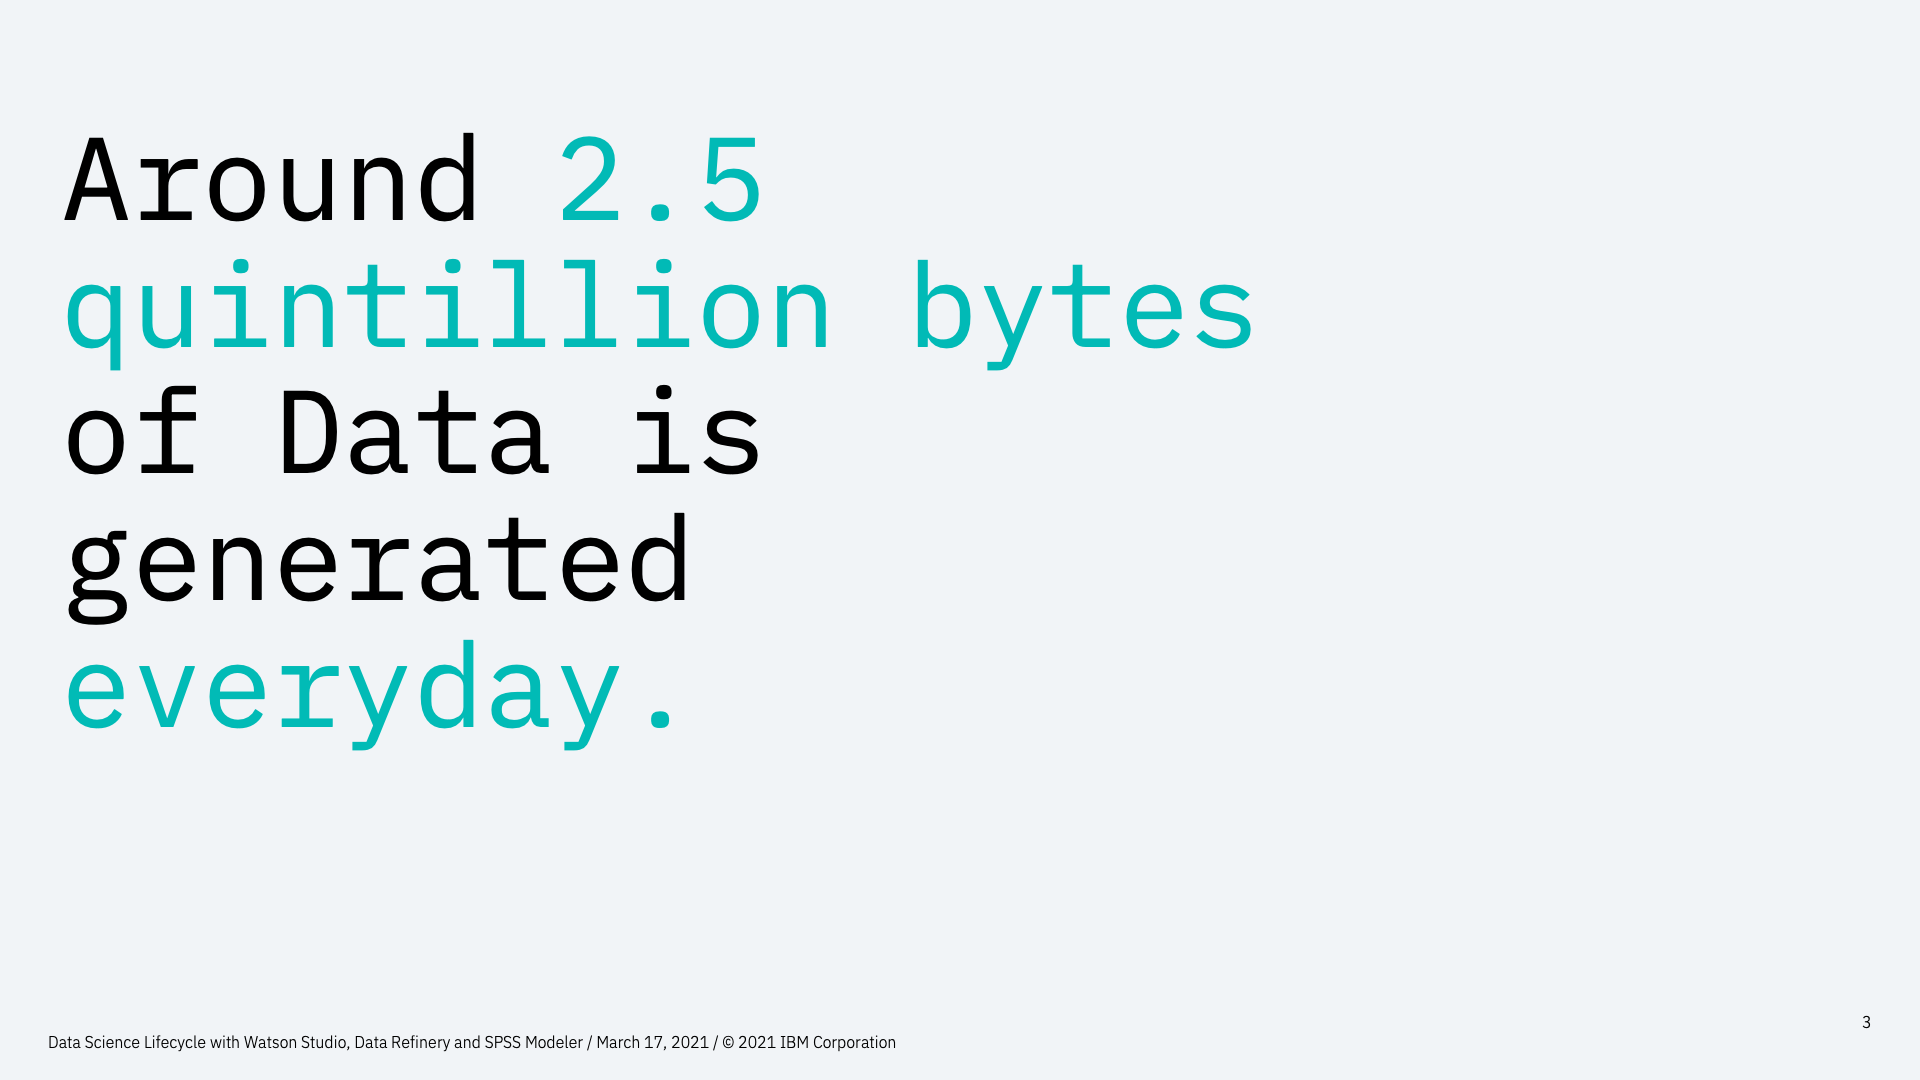 Around 2.5
quintillion bytes
of Data is
generated
everyday.
3
Data Science Lifecycle with Watson Studio, Data Refinery and SPSS Modeler / March 17, 2021 / © 2021 IBM Corporation